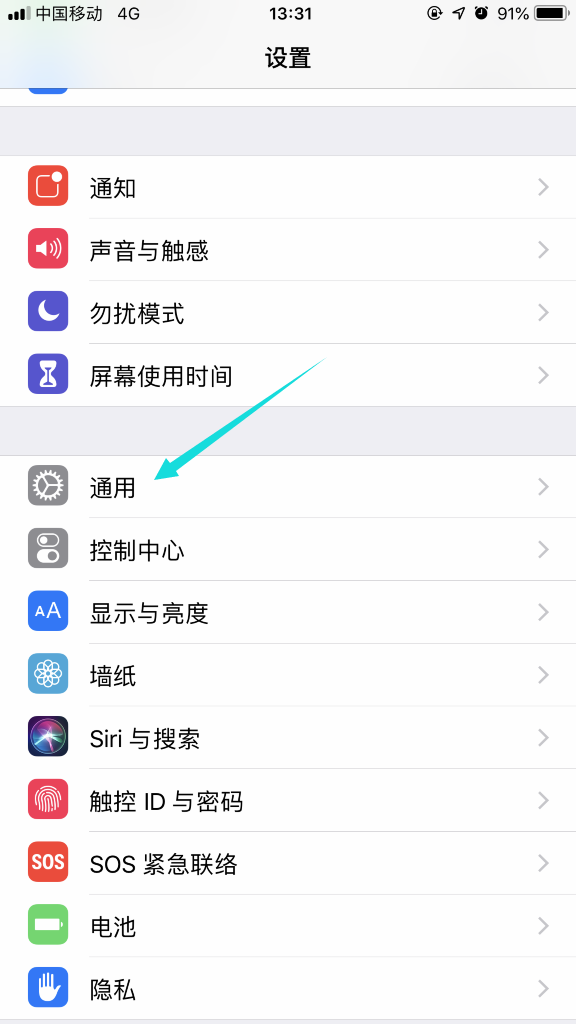 中国移动 4G 13:31 91%
设置
通知
声音与触感
勿扰模式
屏幕使用时间
通用
控制中心
AA 显示与亮度
墙纸
Siri 与搜索
触控 ID 与密码
SOS SOS 紧急联络
电池
隐私